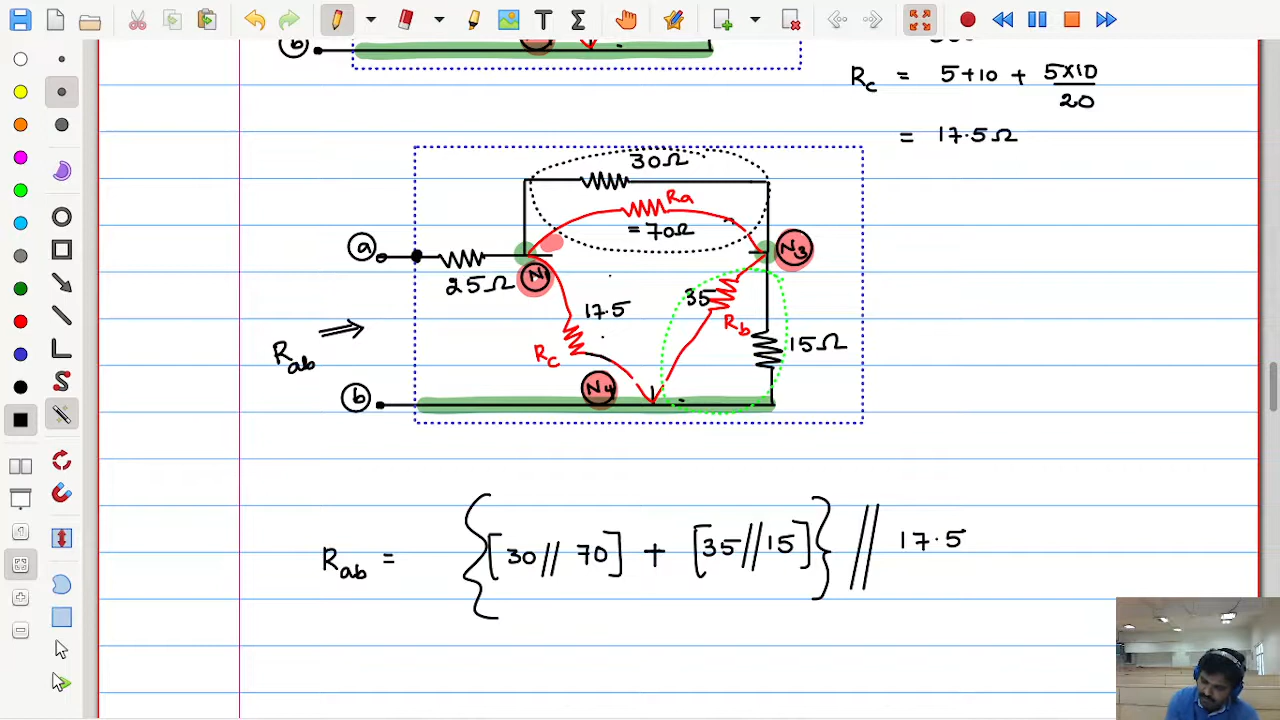 b
Rc = 5+10 + 5×10/20
= 17.5Ω
30Ω
Ra
= 70Ω
a
N3
25Ω
N1
17.5
35
Rb
15Ω
Rab
Rc
N4
b
Rab = { [30 // 70] + [35 // 15] } // 17.5